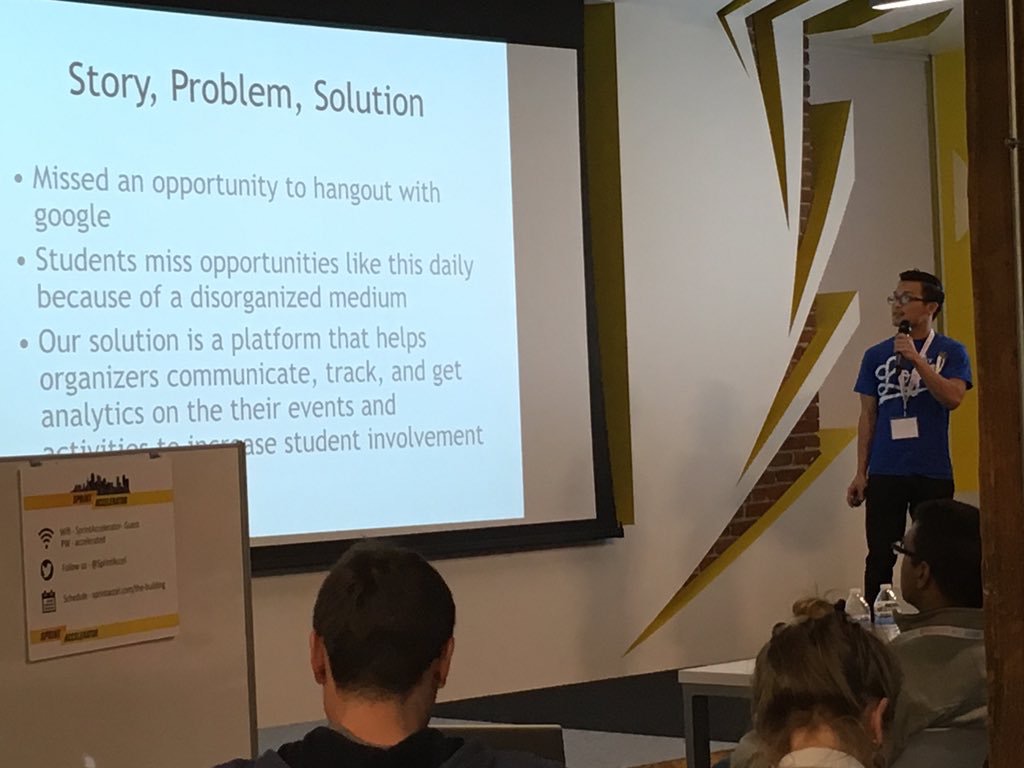 Story, Problem, Solution
• Missed an opportunity to hangout with
google
• Students miss opportunities like this daily
because of a disorganized medium
• Our solution is a platform that helps
organizers communicate, track, and get
analytics on the their events and
activities to increase student involvement
SPRINT ACCELERATOR
Wifi - SprintAccelerator- Guest
PW - accelerated
Follow us - @SprintAccel
Schedule - sprintaccel.com/the-building
SPRINT ACCELERATOR